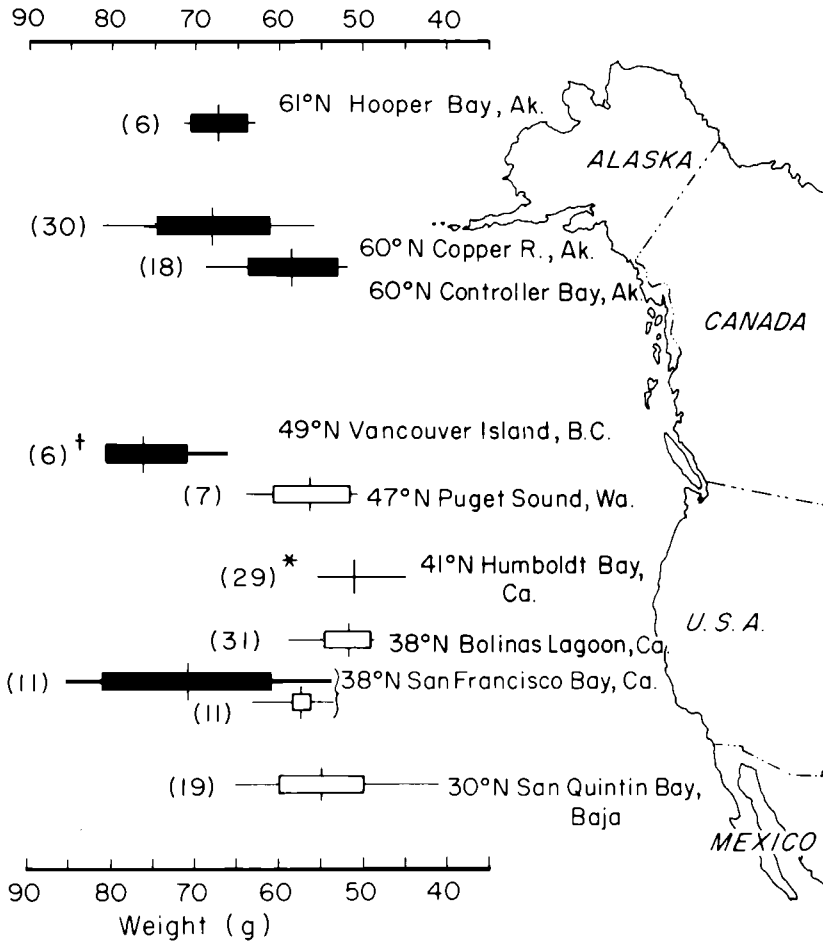 90 80 70 60 50 40
(6) 61°N Hooper Bay, Ak.
ALASKA
(30)
60°N Copper R., Ak.
(18)
60°N Controller Bay, Ak.
CANADA
49°N Vancouver Island, B.C.
(6)†
(7) 47°N Puget Sound, Wa.
(29)* 41°N Humboldt Bay,
Ca.
U.S.A.
(31) 38°N Bolinas Lagoon, Ca
(11) 38°N San Francisco Bay, Ca.
(11)
(19) 30°N San Quintin Bay,
Baja
MEXICO
90 80 70 60 50 40
Weight (g)